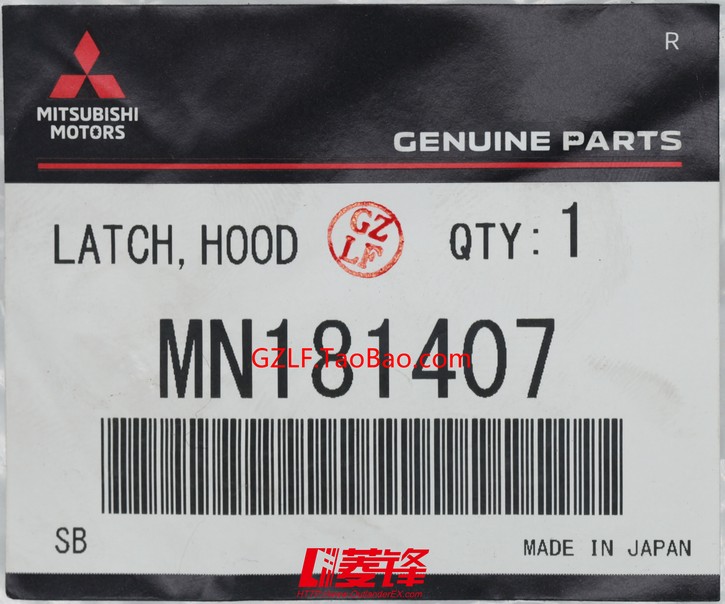 R
MITSUBISHI
MOTORS
GENUINE PARTS
LATCH, HOOD
GZ
LF
QTY: 1
MN181407
GZLF.TaoBao.com
SB
MADE IN JAPAN
菱锋